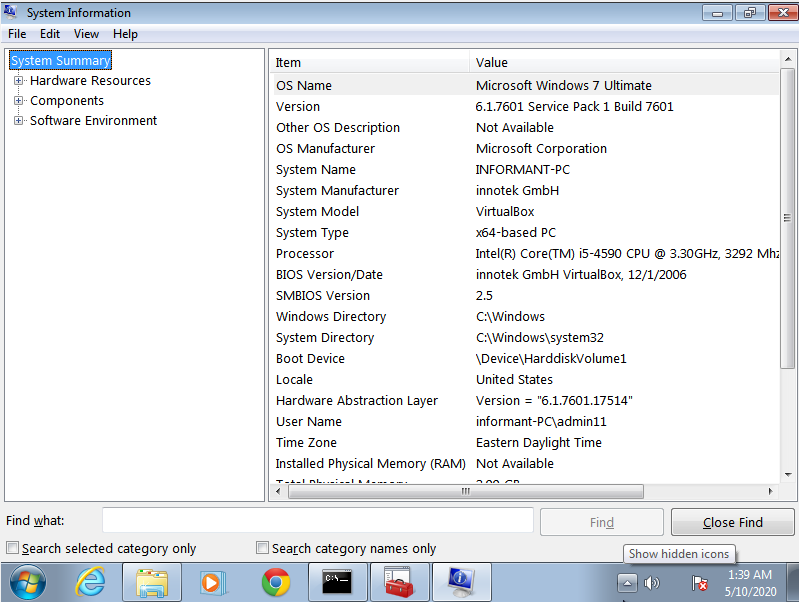 System Information
File Edit View Help
System Summary
Hardware Resources
Components
Software Environment
Item Value
OS Name Microsoft Windows 7 Ultimate
Version 6.1.7601 Service Pack 1 Build 7601
Other OS Description Not Available
OS Manufacturer Microsoft Corporation
System Name INFORMANT-PC
System Manufacturer innotek GmbH
System Model VirtualBox
System Type x64-based PC
Processor Intel(R) Core(TM) i5-4590 CPU @ 3.30GHz, 3292 Mhz
BIOS Version/Date innotek GmbH VirtualBox, 12/1/2006
SMBIOS Version 2.5
Windows Directory C:\Windows
System Directory C:\Windows\system32
Boot Device \Device\HarddiskVolume1
Locale United States
Hardware Abstraction Layer Version = "6.1.7601.17514"
User Name informant-PC\admin11
Time Zone Eastern Daylight Time
Installed Physical Memory (RAM) Not Available
Total Physical Memory
Find what: Find Close Find
Search selected category only Search category names only
Show hidden icons
C:\_
1:39 AM
5/10/2020